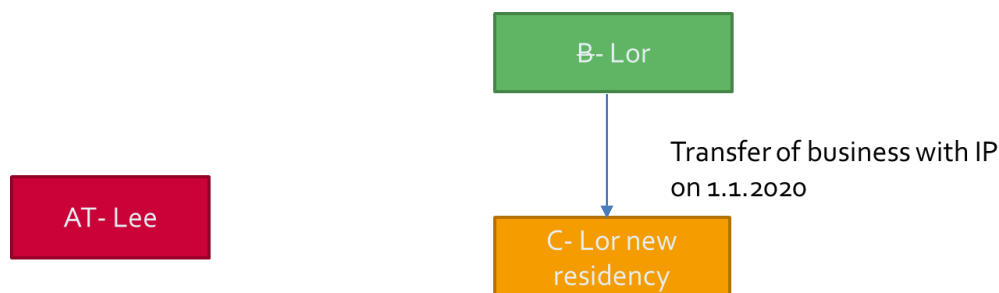 B- Lor
Transfer of business with IP
on 1.1.2020
AT- Lee
C- Lor new
residency